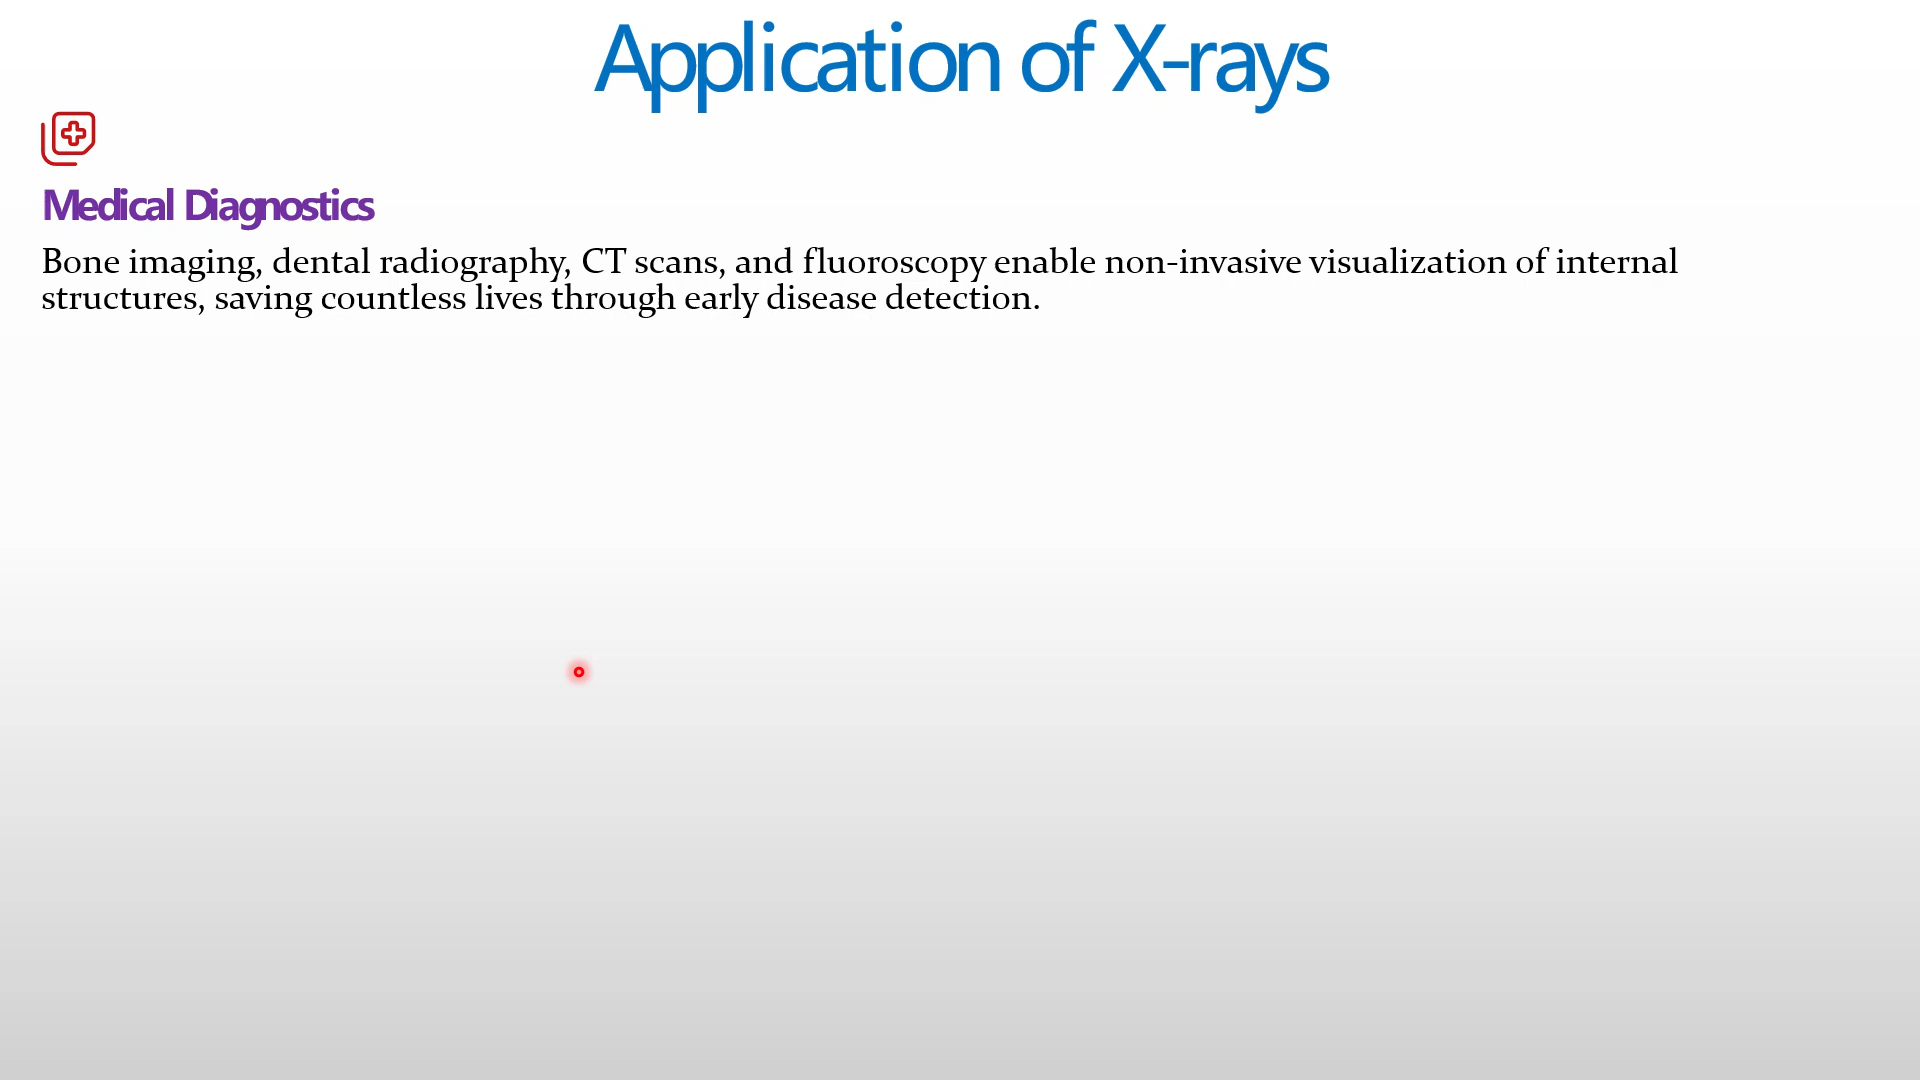 Application of X-rays
Medical Diagnostics
Bone imaging, dental radiography, CT scans, and fluoroscopy enable non-invasive visualization of internal
structures, saving countless lives through early disease detection.